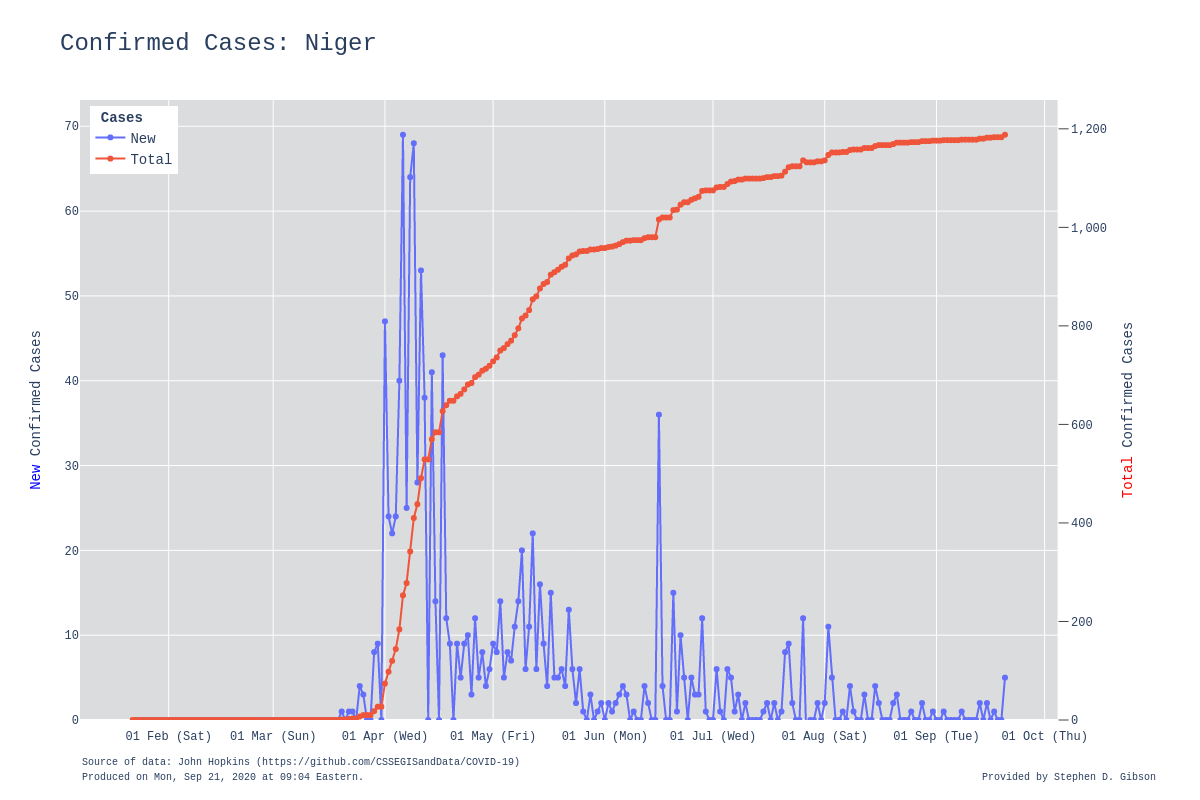 Confirmed Cases: Niger
Cases
New
Total
70
60
50
40
30
20
10
0
1,200
1,000
800
600
400
200
0
New Confirmed Cases
Total Confirmed Cases
01 Feb (Sat) 01 Mar (Sun) 01 Apr (Wed) 01 May (Fri) 01 Jun (Mon) 01 Jul (Wed) 01 Aug (Sat) 01 Sep (Tue) 01 Oct (Thu)
Source of data: John Hopkins (https://github.com/CSSEGISandData/COVID-19)
Produced on Mon, Sep 21, 2020 at 09:04 Eastern.
Provided by Stephen D. Gibson